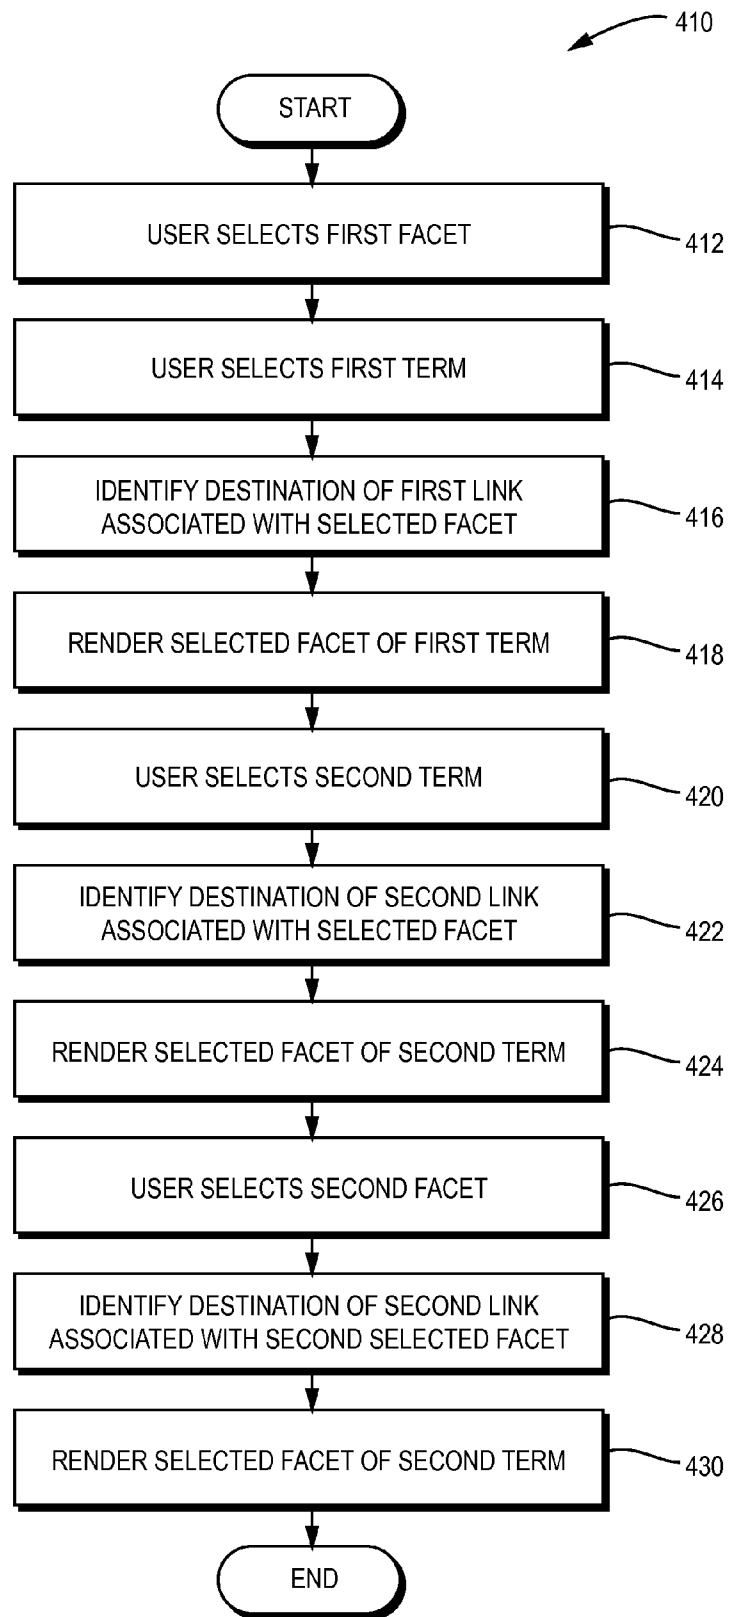 410
START
USER SELECTS FIRST FACET
412
USER SELECTS FIRST TERM
414
IDENTIFY DESTINATION OF FIRST LINK
ASSOCIATED WITH SELECTED FACET
416
RENDER SELECTED FACET OF FIRST TERM
418
USER SELECTS SECOND TERM
420
IDENTIFY DESTINATION OF SECOND LINK
ASSOCIATED WITH SELECTED FACET
422
RENDER SELECTED FACET OF SECOND TERM
424
USER SELECTS SECOND FACET
426
IDENTIFY DESTINATION OF SECOND LINK
ASSOCIATED WITH SECOND SELECTED FACET
428
RENDER SELECTED FACET OF SECOND TERM
430
END